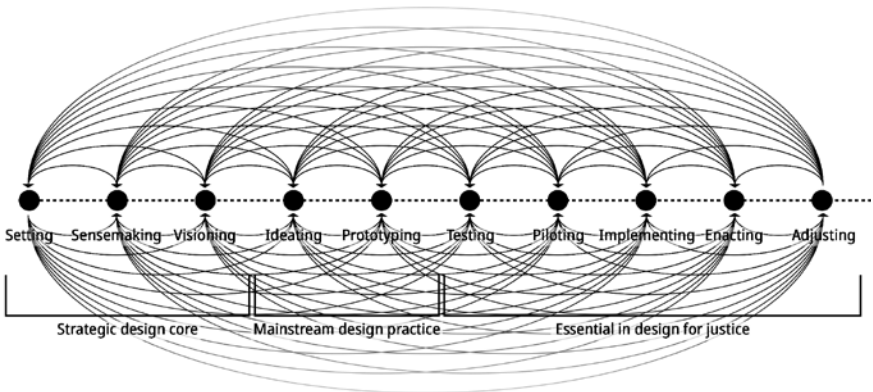 Setting Sensemaking Visioning Ideating Prototyping Testing Piloting Implementing Enacting Adjusting
Strategic design core Mainstream design practice Essential in design for justice